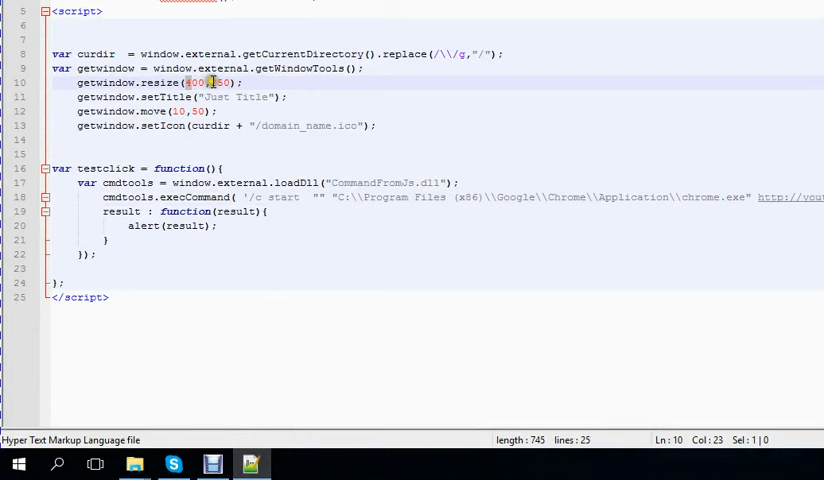 5 <script>
6
7
8 var curdir = window.external.getCurrentDirectory().replace(/\\/g,"/");
9 var getwindow = window.external.getWindowTools();
10 getwindow.resize(400, 50);
11 getwindow.setTitle("Just Title");
12 getwindow.move(10,50);
13 getwindow.setIcon(curdir + "/domain_name.ico");
14
15
16 var testclick = function(){
17 var cmdtools = window.external.loadDll("CommandFromJs.dll");
18 cmdtools.execCommand( '/c start "" "C:\\Program Files (x86)\\Google\\Chrome\\Application\\chrome.exe" http://yout
19 result : function(result){
20 alert(result);
21 }
22 });
23
24 };
25 </script>
Hyper Text Markup Language file length : 745 lines : 25 Ln : 10 Col : 23 Sel : 1 | 0